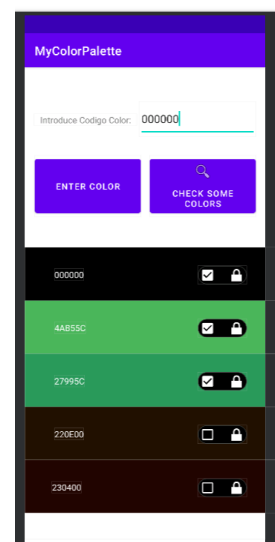 MyColorPalette
Introduce Codigo Color: 000000
ENTER COLOR
CHECK SOME
COLORS
000000
4AB55C
27995C
220E00
230400